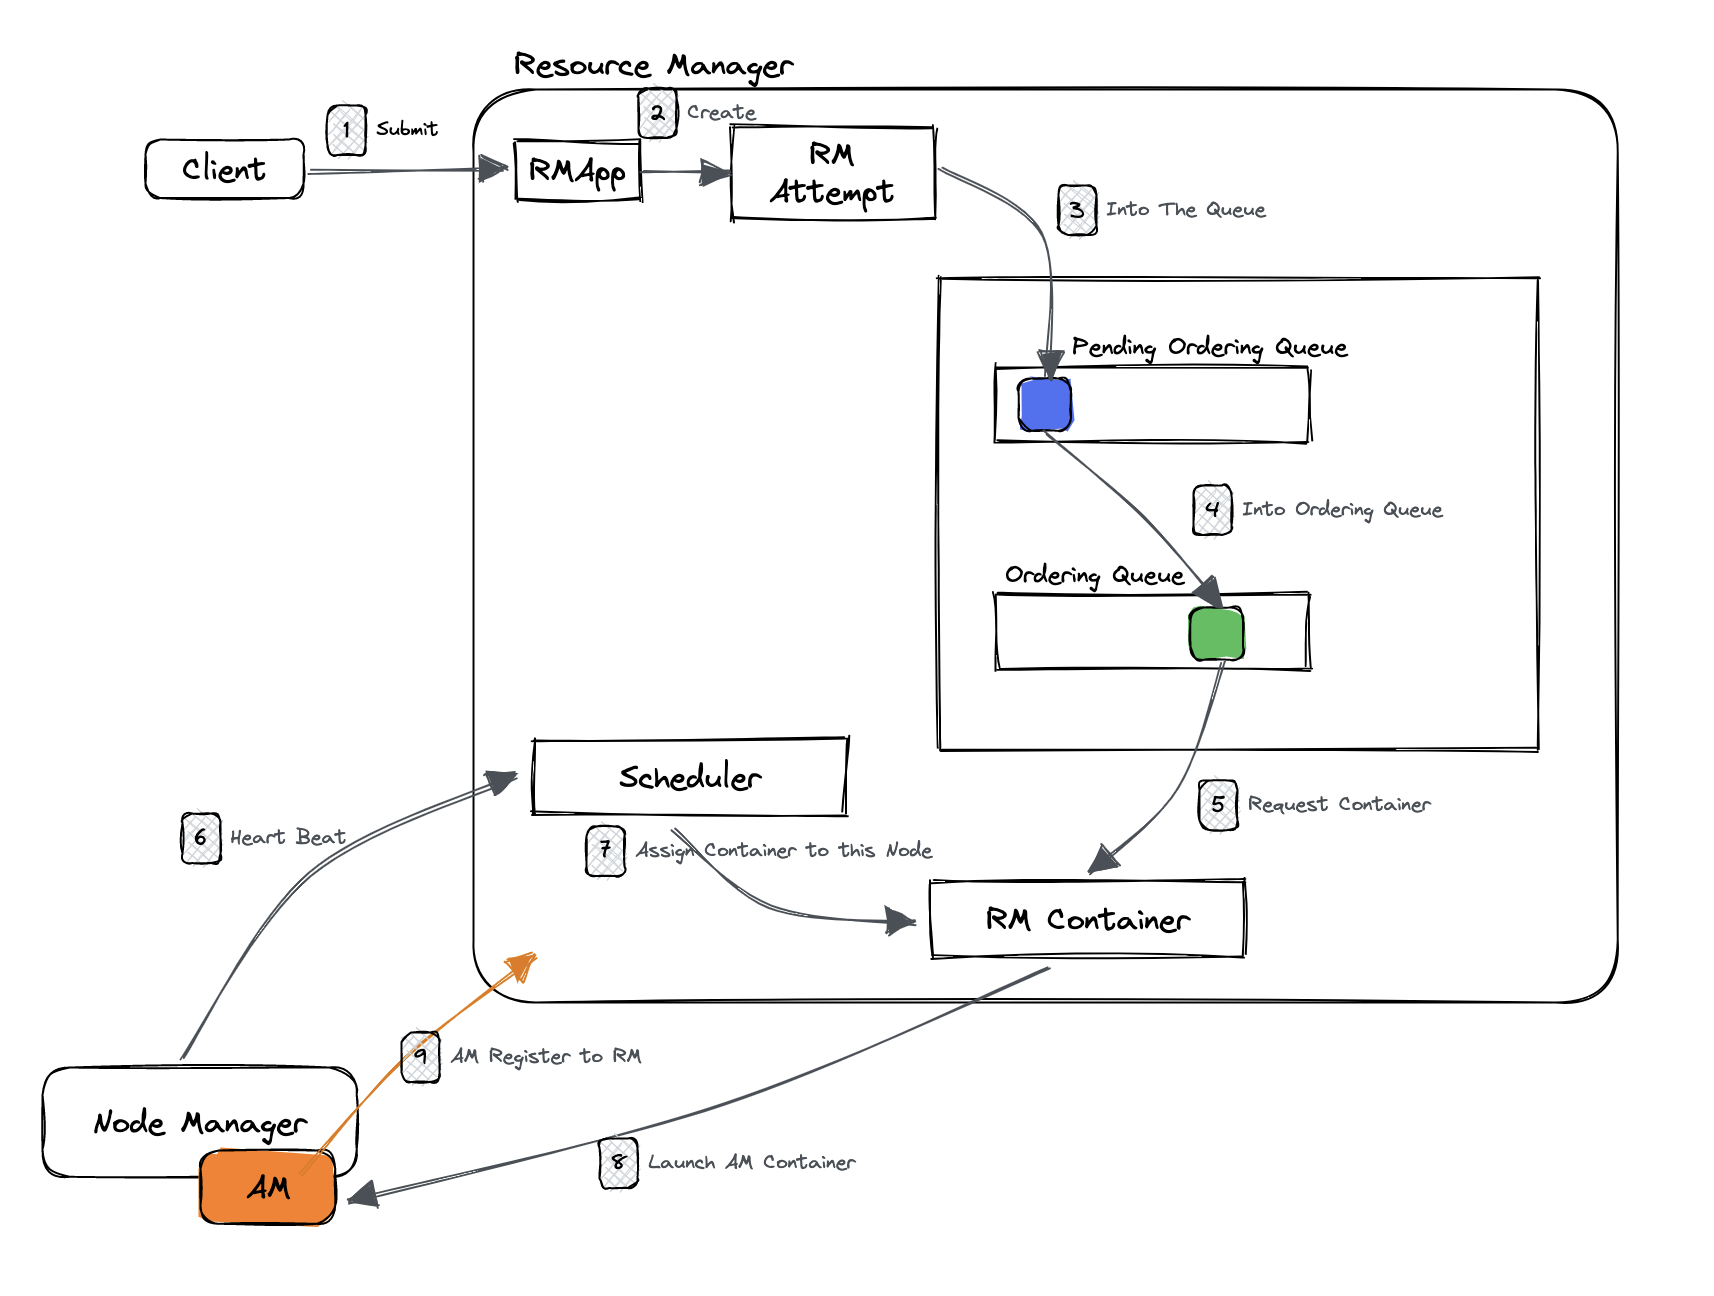 Resource Manager
1 Submit
2 Create
Client
RMApp
RM
Attempt
3 Into The Queue
Pending Ordering Queue
4 Into Ordering Queue
Ordering Queue
Scheduler
5 Request Container
6 Heart Beat
7 Assign Container to this Node
RM Container
9 AM Register to RM
Node Manager
8 Launch AM Container
AM